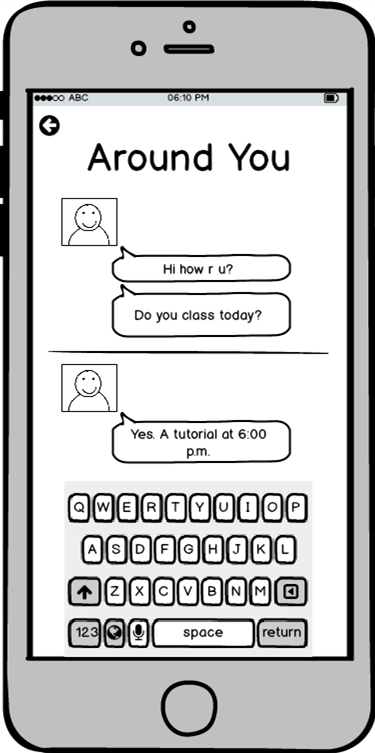 ABC 06:10 PM
Around You
Hi how r u?
Do you class today?
Yes. A tutorial at 6:00
p.m.
Q W E R T Y U I O P
A S D F G H J K L
Z X C V B N M
123 space return